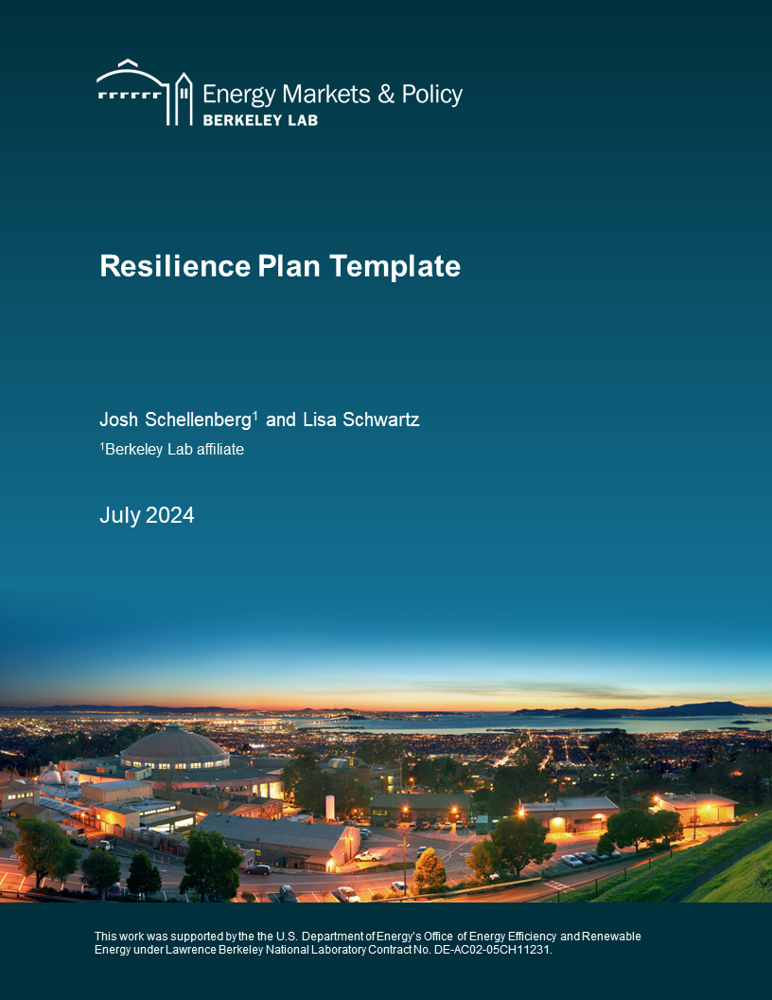 Energy Markets & Policy
BERKELEY LAB
Resilience Plan Template
Josh Schellenberg¹ and Lisa Schwartz
¹Berkeley Lab affiliate
July 2024
This work was supported by the the U.S. Department of Energy's Office of Energy Efficiency and Renewable
Energy under Lawrence Berkeley National Laboratory Contract No. DE-AC02-05CH11231.